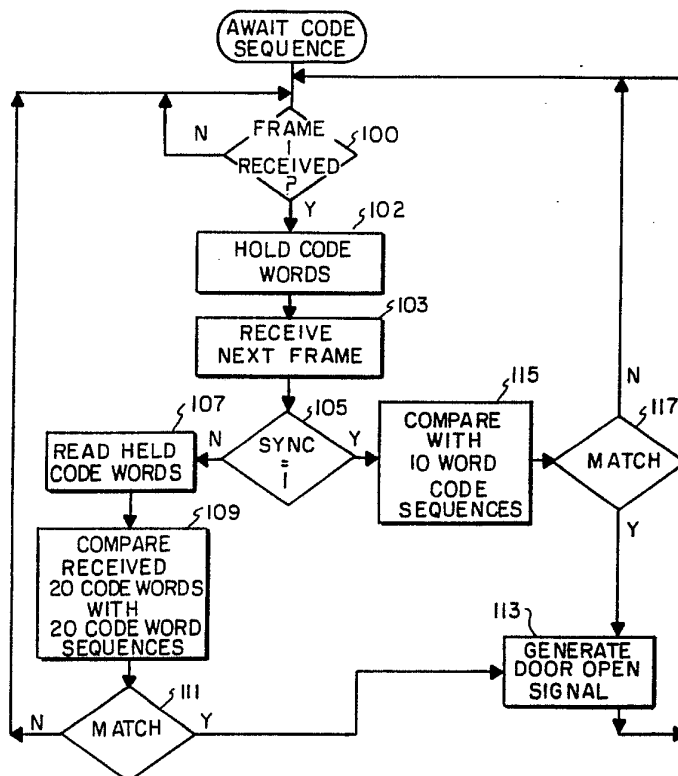 AWAIT CODE
SEQUENCE
N
FRAME
1
RECEIVED
?
100
Y
102
HOLD CODE
WORDS
103
RECEIVE
NEXT FRAME
107
READ HELD
CODE WORDS
N
105
SYNC
=
1
Y
115
COMPARE
WITH
10 WORD
CODE
SEQUENCES
N
117
MATCH
Y
109
COMPARE
RECEIVED
20 CODE WORDS
WITH
20 CODE WORD
SEQUENCES
113
GENERATE
DOOR OPEN
SIGNAL
N
111
MATCH
Y